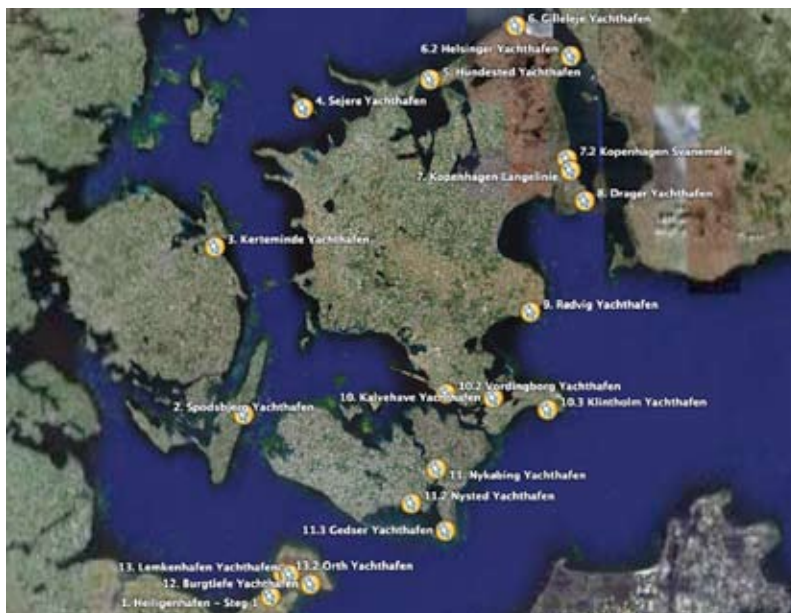 6. Gilleleje Yachthafen
6.2 Helsingør Yachthafen
5. Hundested Yachthafen
4. Sejerø Yachthafen
7.2 Kopenhagen Svanemølle
7. Kopenhagen Langelinie
8. Drager Yachthafen
3. Kerteminde Yachthafen
9. Rødvig Yachthafen
10.2 Vordingborg Yachthafen
10. Kalvehave Yachthafen
10.3 Klintholm Yachthafen
2. Spodsbjerg Yachthafen
11. Nykøbing Yachthafen
11.2 Nysted Yachthafen
11.3 Gedser Yachthafen
13. Lemkenhafen Yachthafen
13.2 Orth Yachthafen
12. Burgtiefe Yachthafen
1. Heiligenhafen - Steg 1